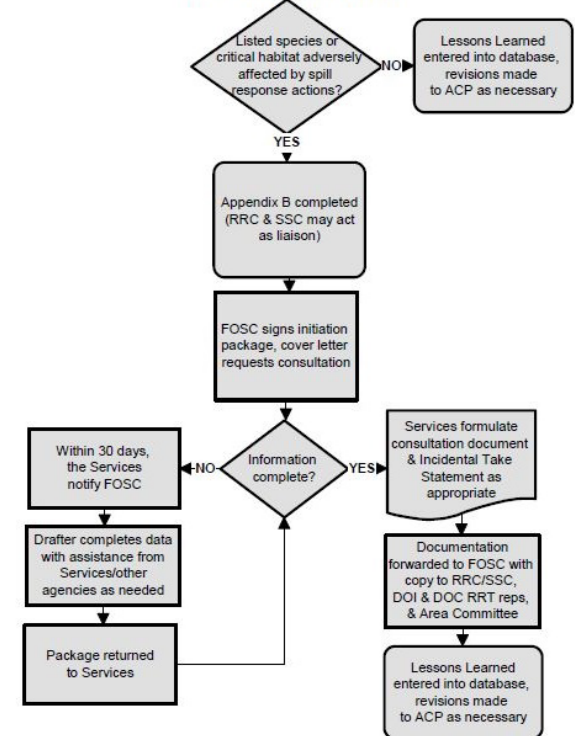 Listed species or
critical habitat adversely
affected by spill
response actions?
NO
Lessons Learned
entered into database,
revisions made
to ACP as necessary
YES
Appendix B completed
(RRC & SSC may act
as liaison)
FOSC signs initiation
package, cover letter
requests consultation
Information
complete?
NO
Within 30 days,
the Services
notify FOSC
Drafter completes data
with assistance from
Services/other
agencies as needed
Package returned
to Services
YES
Services formulate
consultation document
& Incidental Take
Statement as
appropriate
Documentation
forwarded to FOSC with
copy to RRC/SSC,
DOI & DOC RRT reps,
& Area Committee
Lessons Learned
entered into database,
revisions made
to ACP as necessary